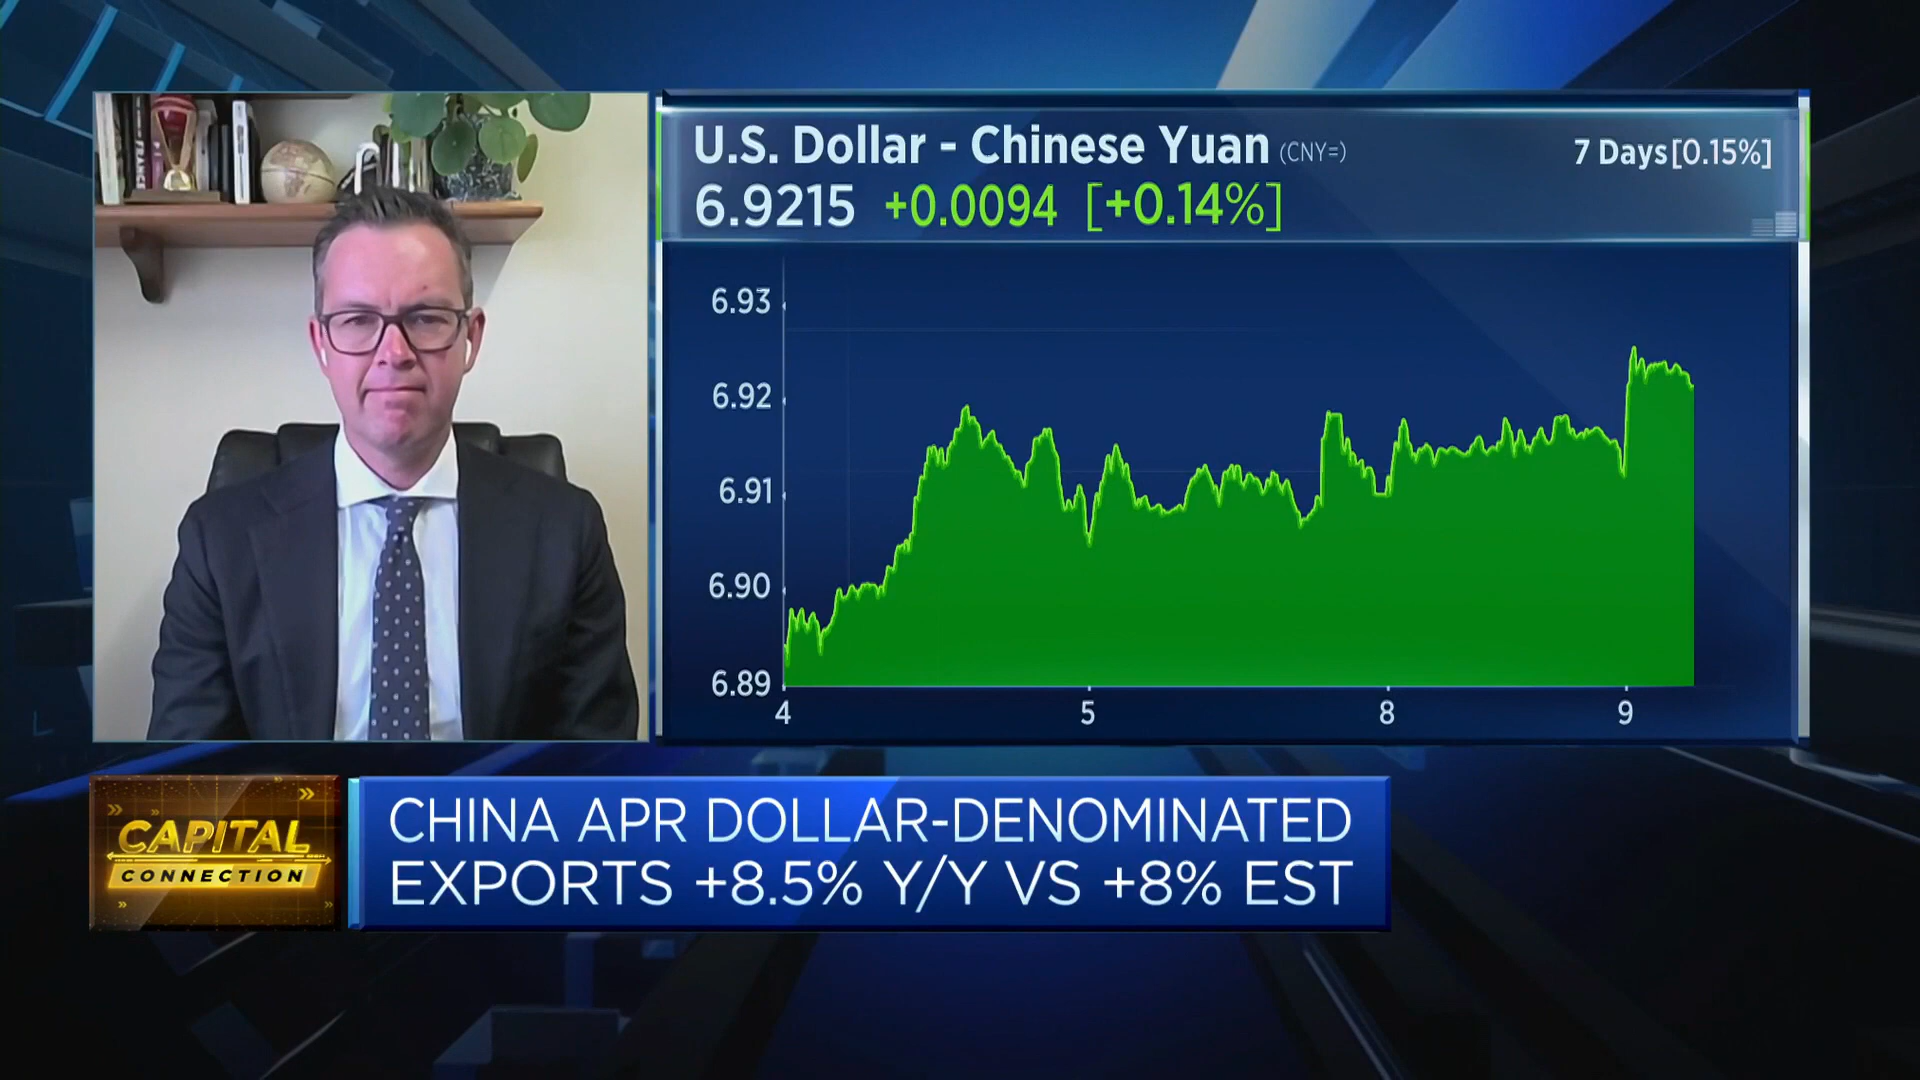 U.S. Dollar - Chinese Yuan (CNY=)
7 Days[0.15%]
6.9215 +0.0094 [+0.14%]
6.93
6.92
6.91
6.90
6.89
4 5 8 9
CAPITAL
CONNECTION
CHINA APR DOLLAR-DENOMINATED
EXPORTS +8.5% Y/Y VS +8% EST